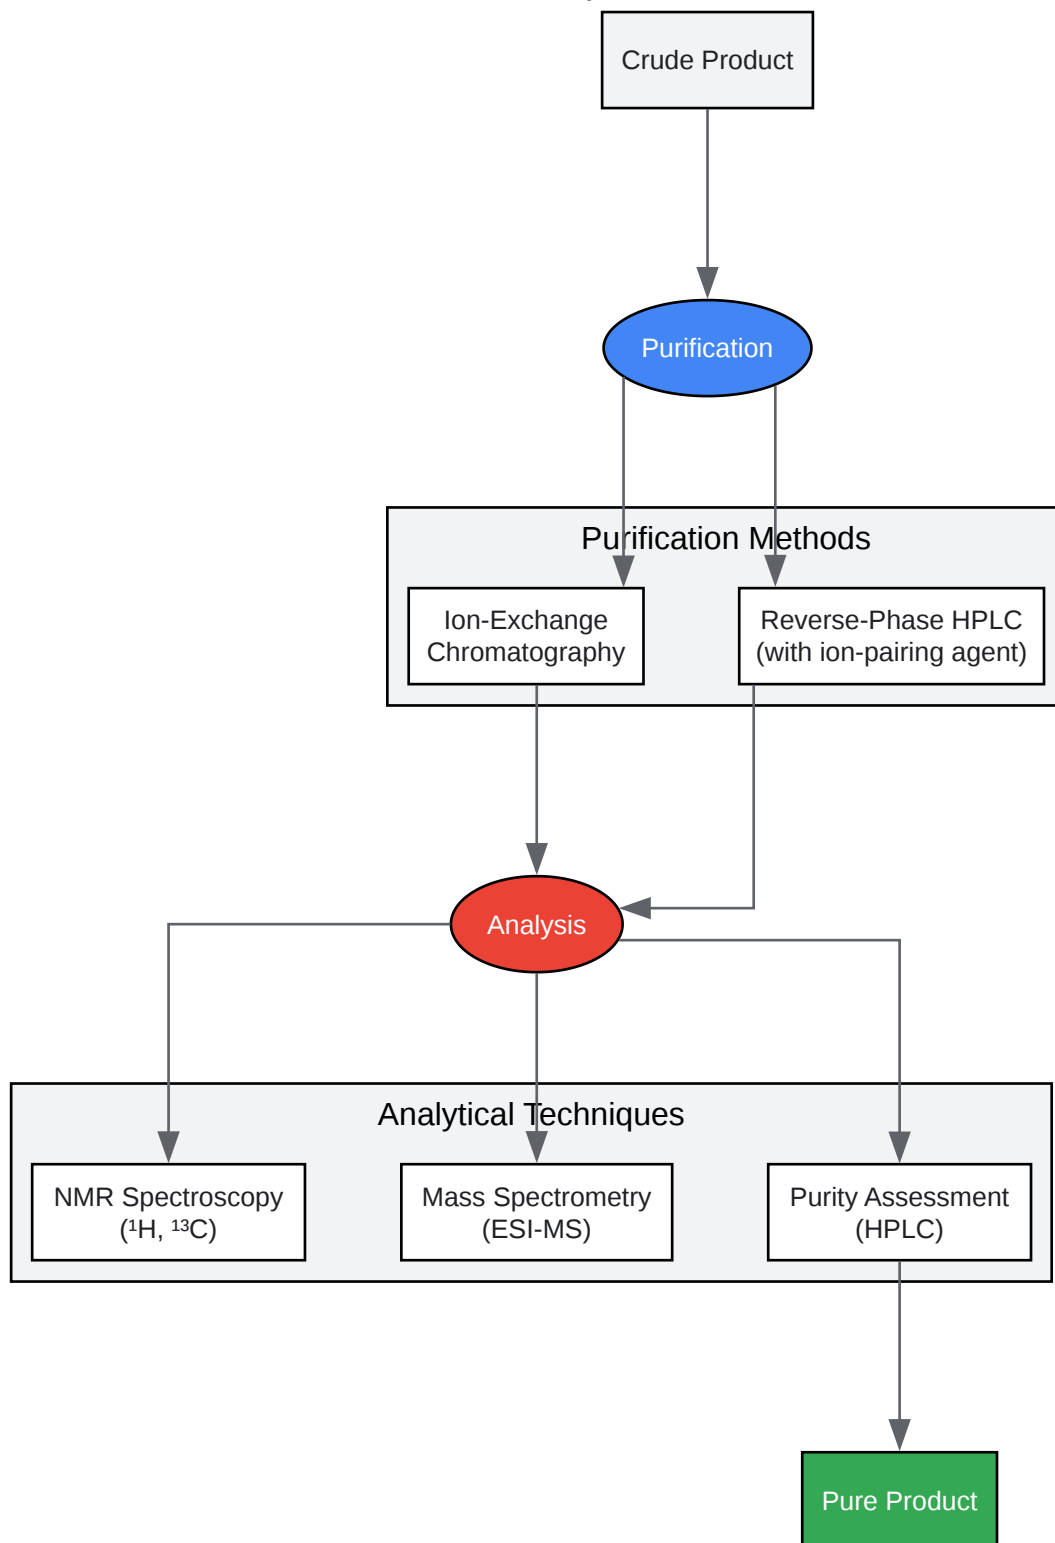 Crude Product
Purification
Purification Methods
Ion-Exchange
Chromatography
Reverse-Phase HPLC
(with ion-pairing agent)
Analysis
Analytical Techniques
NMR Spectroscopy
(¹H, ¹³C)
Mass Spectrometry
(ESI-MS)
Purity Assessment
(HPLC)
Pure Product